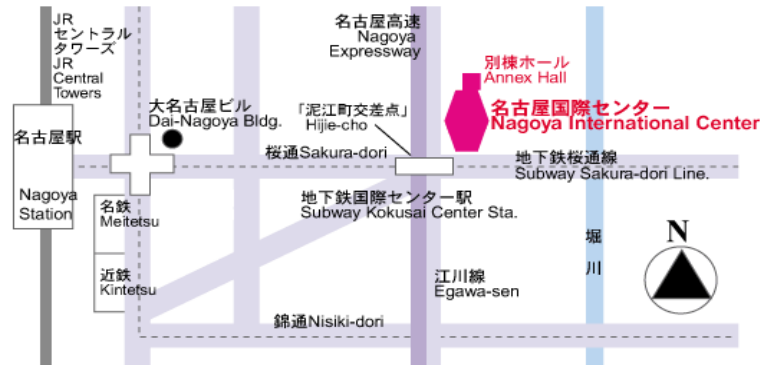 JR
セントラル
タワーズ
JR
Central
Towers
名古屋高速
Nagoya
Expressway
別棟ホール
Annex Hall
名古屋国際センター
Nagoya International Center
大名古屋ビル
Dai-Nagoya Bldg.
「泥江町交差点」
Hijie-cho
名古屋駅
Nagoya
Station
桜通Sakura-dori
地下鉄桜通線
Subway Sakura-dori Line.
名鉄
Meitetsu
地下鉄国際センター駅
Subway Kokusai Center Sta.
近鉄
Kintetsu
江川線
Egawa-sen
堀
川
N
錦通Nisiki-dori